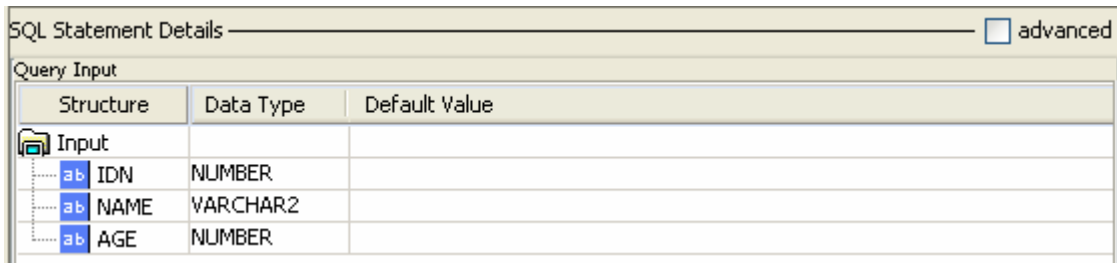 SQL Statement Details advanced
Query Input
Structure Data Type Default Value
Input
ab IDN NUMBER
ab NAME VARCHAR2
ab AGE NUMBER